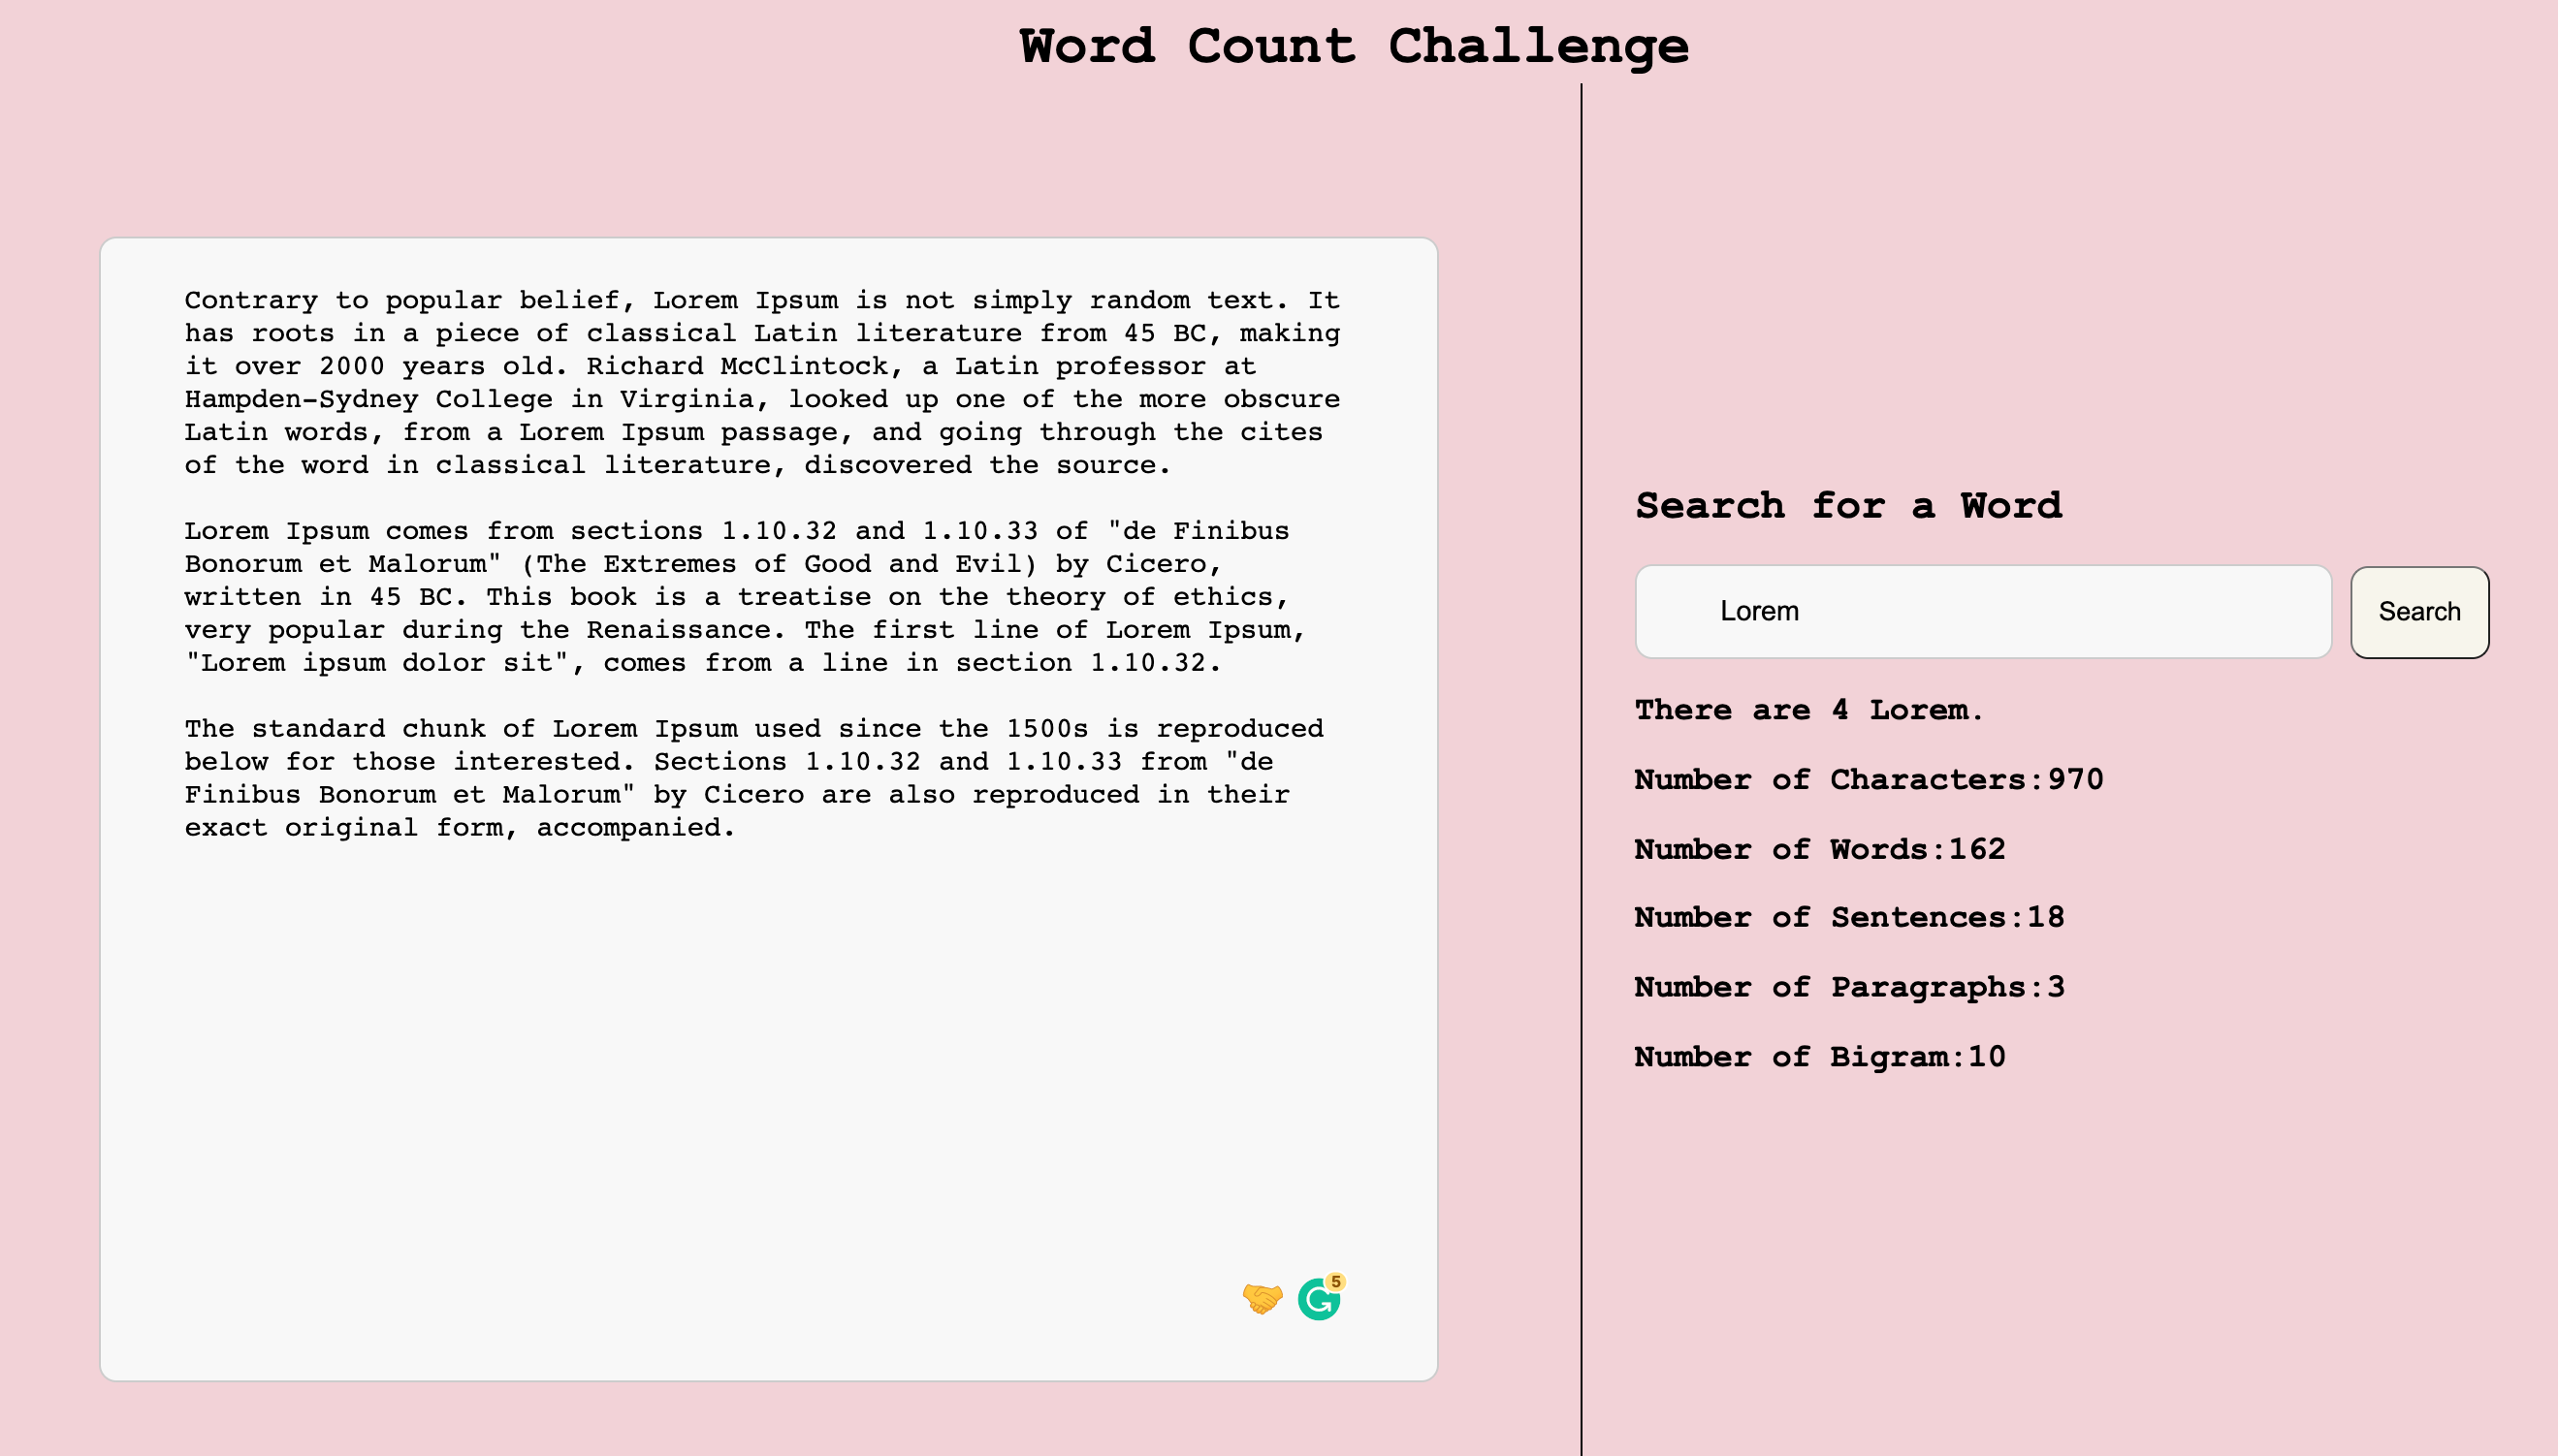 Word Count Challenge
Contrary to popular belief, Lorem Ipsum is not simply random text. It
has roots in a piece of classical Latin literature from 45 BC, making
it over 2000 years old. Richard McClintock, a Latin professor at
Hampden-Sydney College in Virginia, looked up one of the more obscure
Latin words, from a Lorem Ipsum passage, and going through the cites
of the word in classical literature, discovered the source.
Lorem Ipsum comes from sections 1.10.32 and 1.10.33 of "de Finibus
Bonorum et Malorum" (The Extremes of Good and Evil) by Cicero,
written in 45 BC. This book is a treatise on the theory of ethics,
very popular during the Renaissance. The first line of Lorem Ipsum,
"Lorem ipsum dolor sit", comes from a line in section 1.10.32.
The standard chunk of Lorem Ipsum used since the 1500s is reproduced
below for those interested. Sections 1.10.32 and 1.10.33 from "de
Finibus Bonorum et Malorum" by Cicero are also reproduced in their
exact original form, accompanied.
5
Search for a Word
Lorem
Search
There are 4 Lorem.
Number of Characters:970
Number of Words:162
Number of Sentences:18
Number of Paragraphs:3
Number of Bigram:10